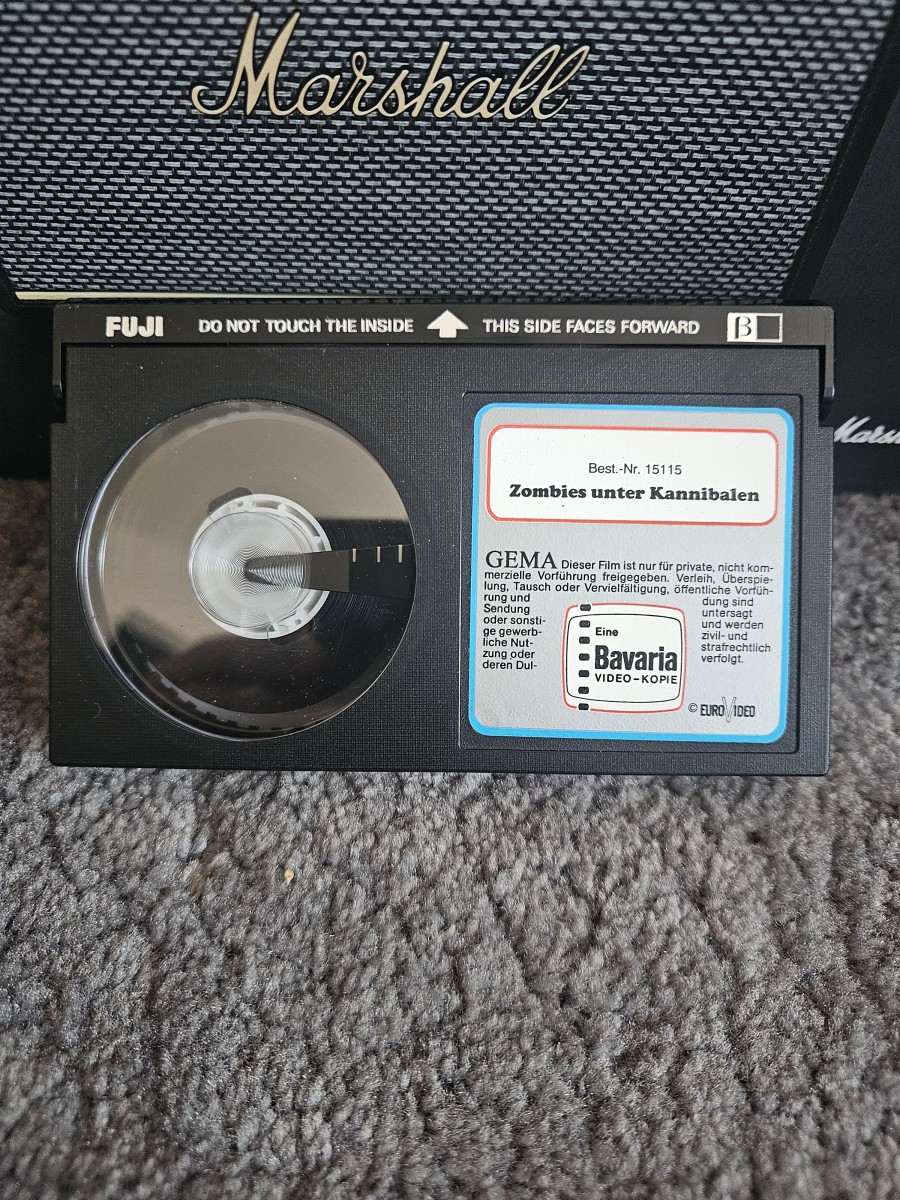 Marshall
FUJI DO NOT TOUCH THE INSIDE THIS SIDE FACES FORWARD β
Marsh
Best.-Nr. 15115
Zombies unter Kannibalen
GEMA Dieser Film ist nur für private, nicht kom-
merzielle Vorführung freigegeben. Verleih, Überspie-
lung, Tausch oder Vervielfältigung, öffentliche Vorfüh-
rung und
Sendung
oder sonsti-
ge gewerb-
liche Nut-
zung oder
deren Dul-
dung sind
untersagt
und werden
zivil- und
strafrechtlich
verfolgt.
Eine
Bavaria
VIDEO-KOPIE
© EUROVIDEO